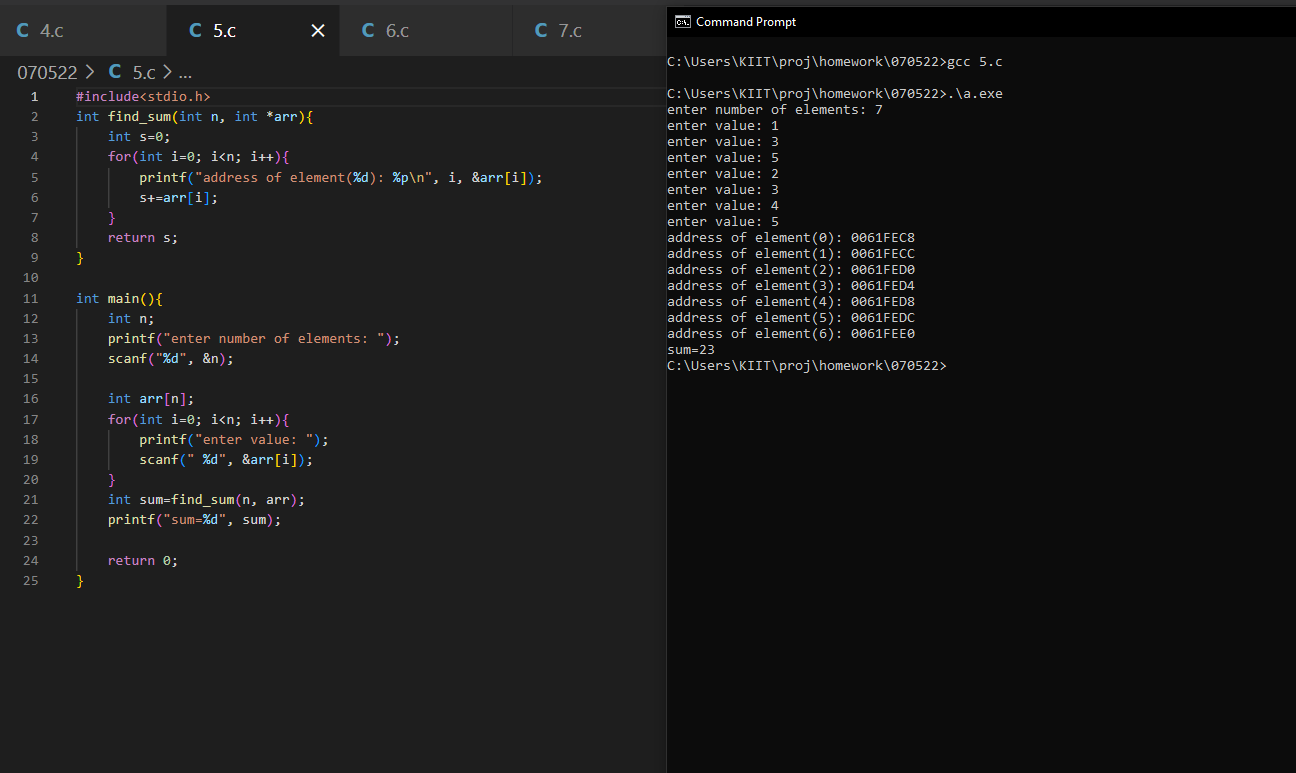 C 4.c C 5.c × C 6.c C 7.c
070522 > C 5.c > ...
1 #include<stdio.h>
2 int find_sum(int n, int *arr){
3 int s=0;
4 for(int i=0; i<n; i++){
5 printf("address of element(%d): %p\n", i, &arr[i]);
6 s+=arr[i];
7 }
8 return s;
9 }
10
11 int main(){
12 int n;
13 printf("enter number of elements: ");
14 scanf("%d", &n);
15
16 int arr[n];
17 for(int i=0; i<n; i++){
18 printf("enter value: ");
19 scanf(" %d", &arr[i]);
20 }
21 int sum=find_sum(n, arr);
22 printf("sum=%d", sum);
23
24 return 0;
25 }
C:\. Command Prompt
C:\Users\KIIT\proj\homework\070522>gcc 5.c
C:\Users\KIIT\proj\homework\070522>.\a.exe
enter number of elements: 7
enter value: 1
enter value: 3
enter value: 5
enter value: 2
enter value: 3
enter value: 4
enter value: 5
address of element(0): 0061FEC8
address of element(1): 0061FECC
address of element(2): 0061FED0
address of element(3): 0061FED4
address of element(4): 0061FED8
address of element(5): 0061FEDC
address of element(6): 0061FEE0
sum=23
C:\Users\KIIT\proj\homework\070522>